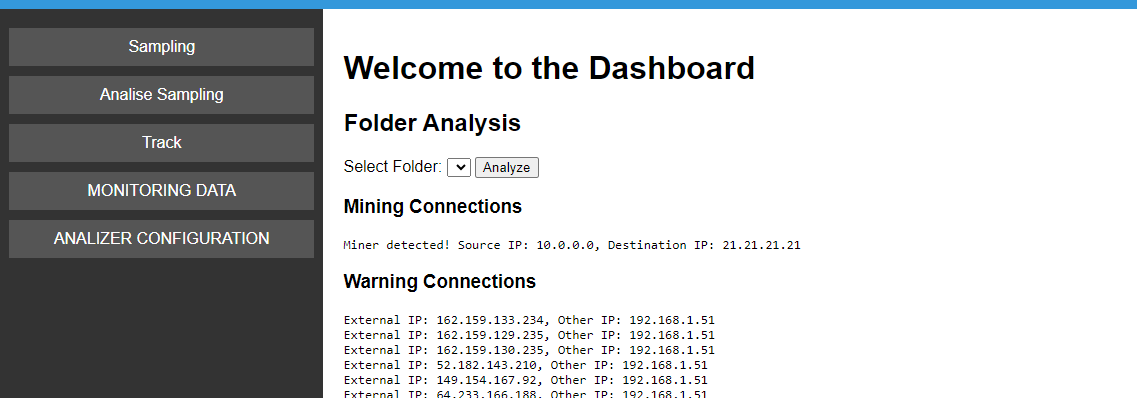 Sampling
Analise Sampling
Track
MONITORING DATA
ANALIZER CONFIGURATION
Welcome to the Dashboard
Folder Analysis
Select Folder: Analyze
Mining Connections
Miner detected! Source IP: 10.0.0.0, Destination IP: 21.21.21.21
Warning Connections
External IP: 162.159.133.234, Other IP: 192.168.1.51
External IP: 162.159.129.235, Other IP: 192.168.1.51
External IP: 162.159.130.235, Other IP: 192.168.1.51
External IP: 52.182.143.210, Other IP: 192.168.1.51
External IP: 149.154.167.92, Other IP: 192.168.1.51
External IP: 64.233.166.188, Other IP: 192.168.1.51